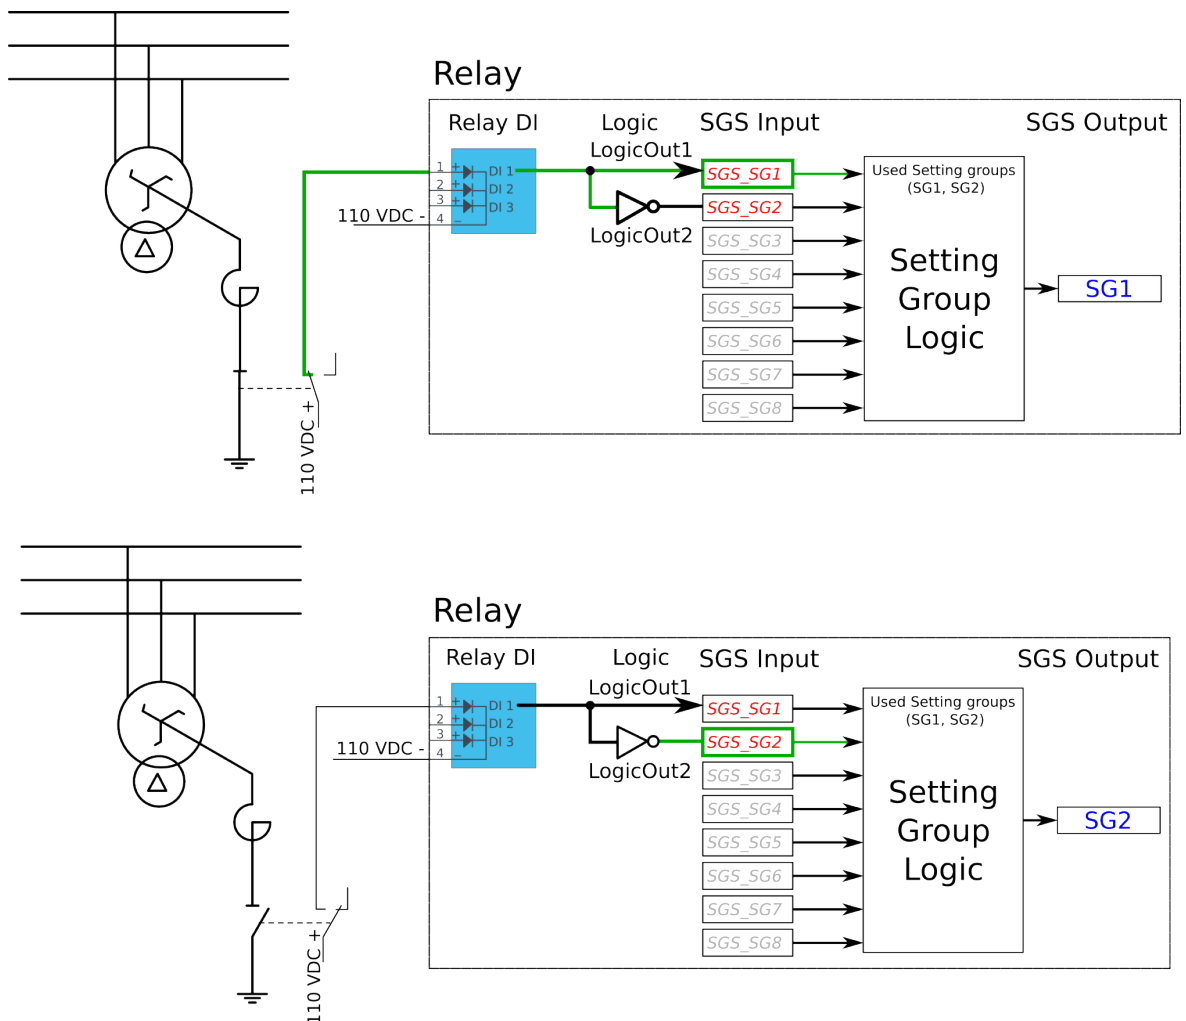 Relay
Relay DI
Logic
SGS Input
SGS Output
LogicOut1
1 +
DI 1
2 +
DI 2
3 +
DI 3
4 −
110 VDC -
LogicOut2
SGS_SG1
SGS_SG2
SGS_SG3
SGS_SG4
SGS_SG5
SGS_SG6
SGS_SG7
SGS_SG8
Used Setting groups
(SG1, SG2)
Setting
Group
Logic
SG1
110 VDC +
Relay
Relay DI
Logic
SGS Input
SGS Output
LogicOut1
1 +
DI 1
2 +
DI 2
3 +
DI 3
4 −
110 VDC -
LogicOut2
SGS_SG1
SGS_SG2
SGS_SG3
SGS_SG4
SGS_SG5
SGS_SG6
SGS_SG7
SGS_SG8
Used Setting groups
(SG1, SG2)
Setting
Group
Logic
SG2
110 VDC +